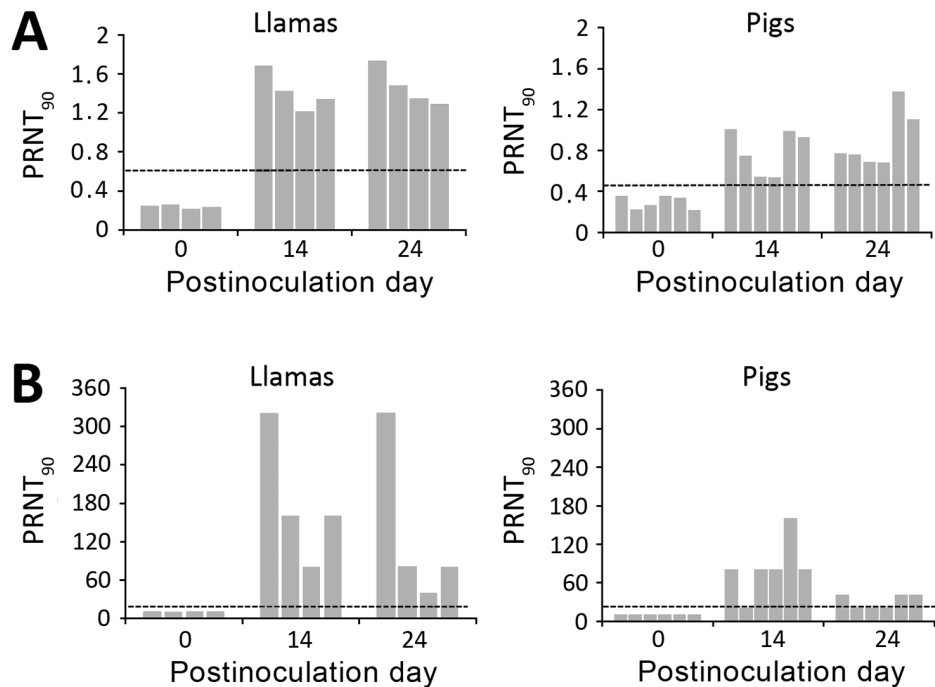 A
Llamas
PRNT90
2
1.6
1.2
0.8
0.4
0
0 14 24
Postinoculation day
Pigs
PRNT90
2
1.6
1.2
0.8
0.4
0
0 14 24
Postinoculation day
B
Llamas
PRNT90
360
300
240
180
120
60
0
0 14 24
Postinoculation day
Pigs
PRNT90
360
300
240
180
120
60
0
0 14 24
Postinoculation day